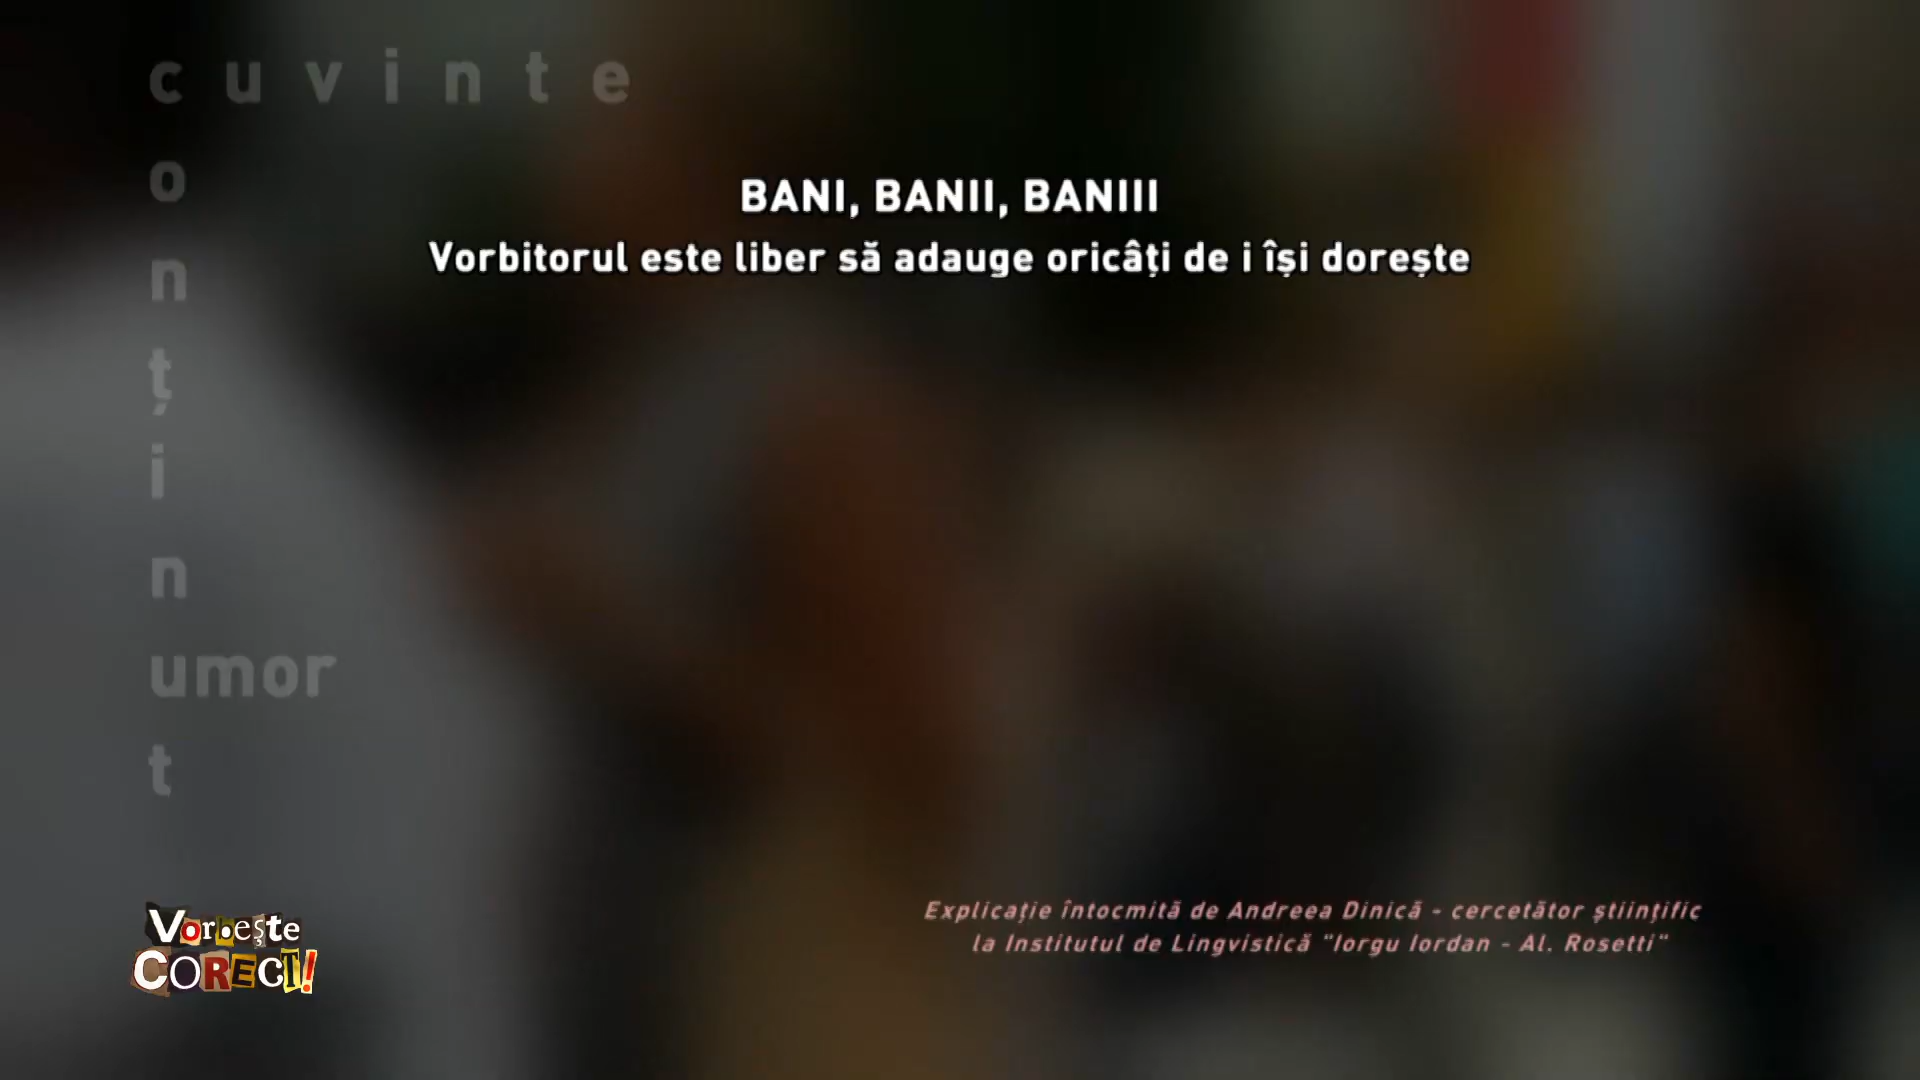 cuvinte
o
n
ț
i
n
umor
t
BANI, BANII, BANIII
Vorbitorul este liber să adauge oricâți de i își dorește
Explicație întocmită de Andreea Dinică - cercetător științific
la Institutul de Lingvistică "Iorgu Iordan - Al. Rosetti"
Vorbește
CORECT!